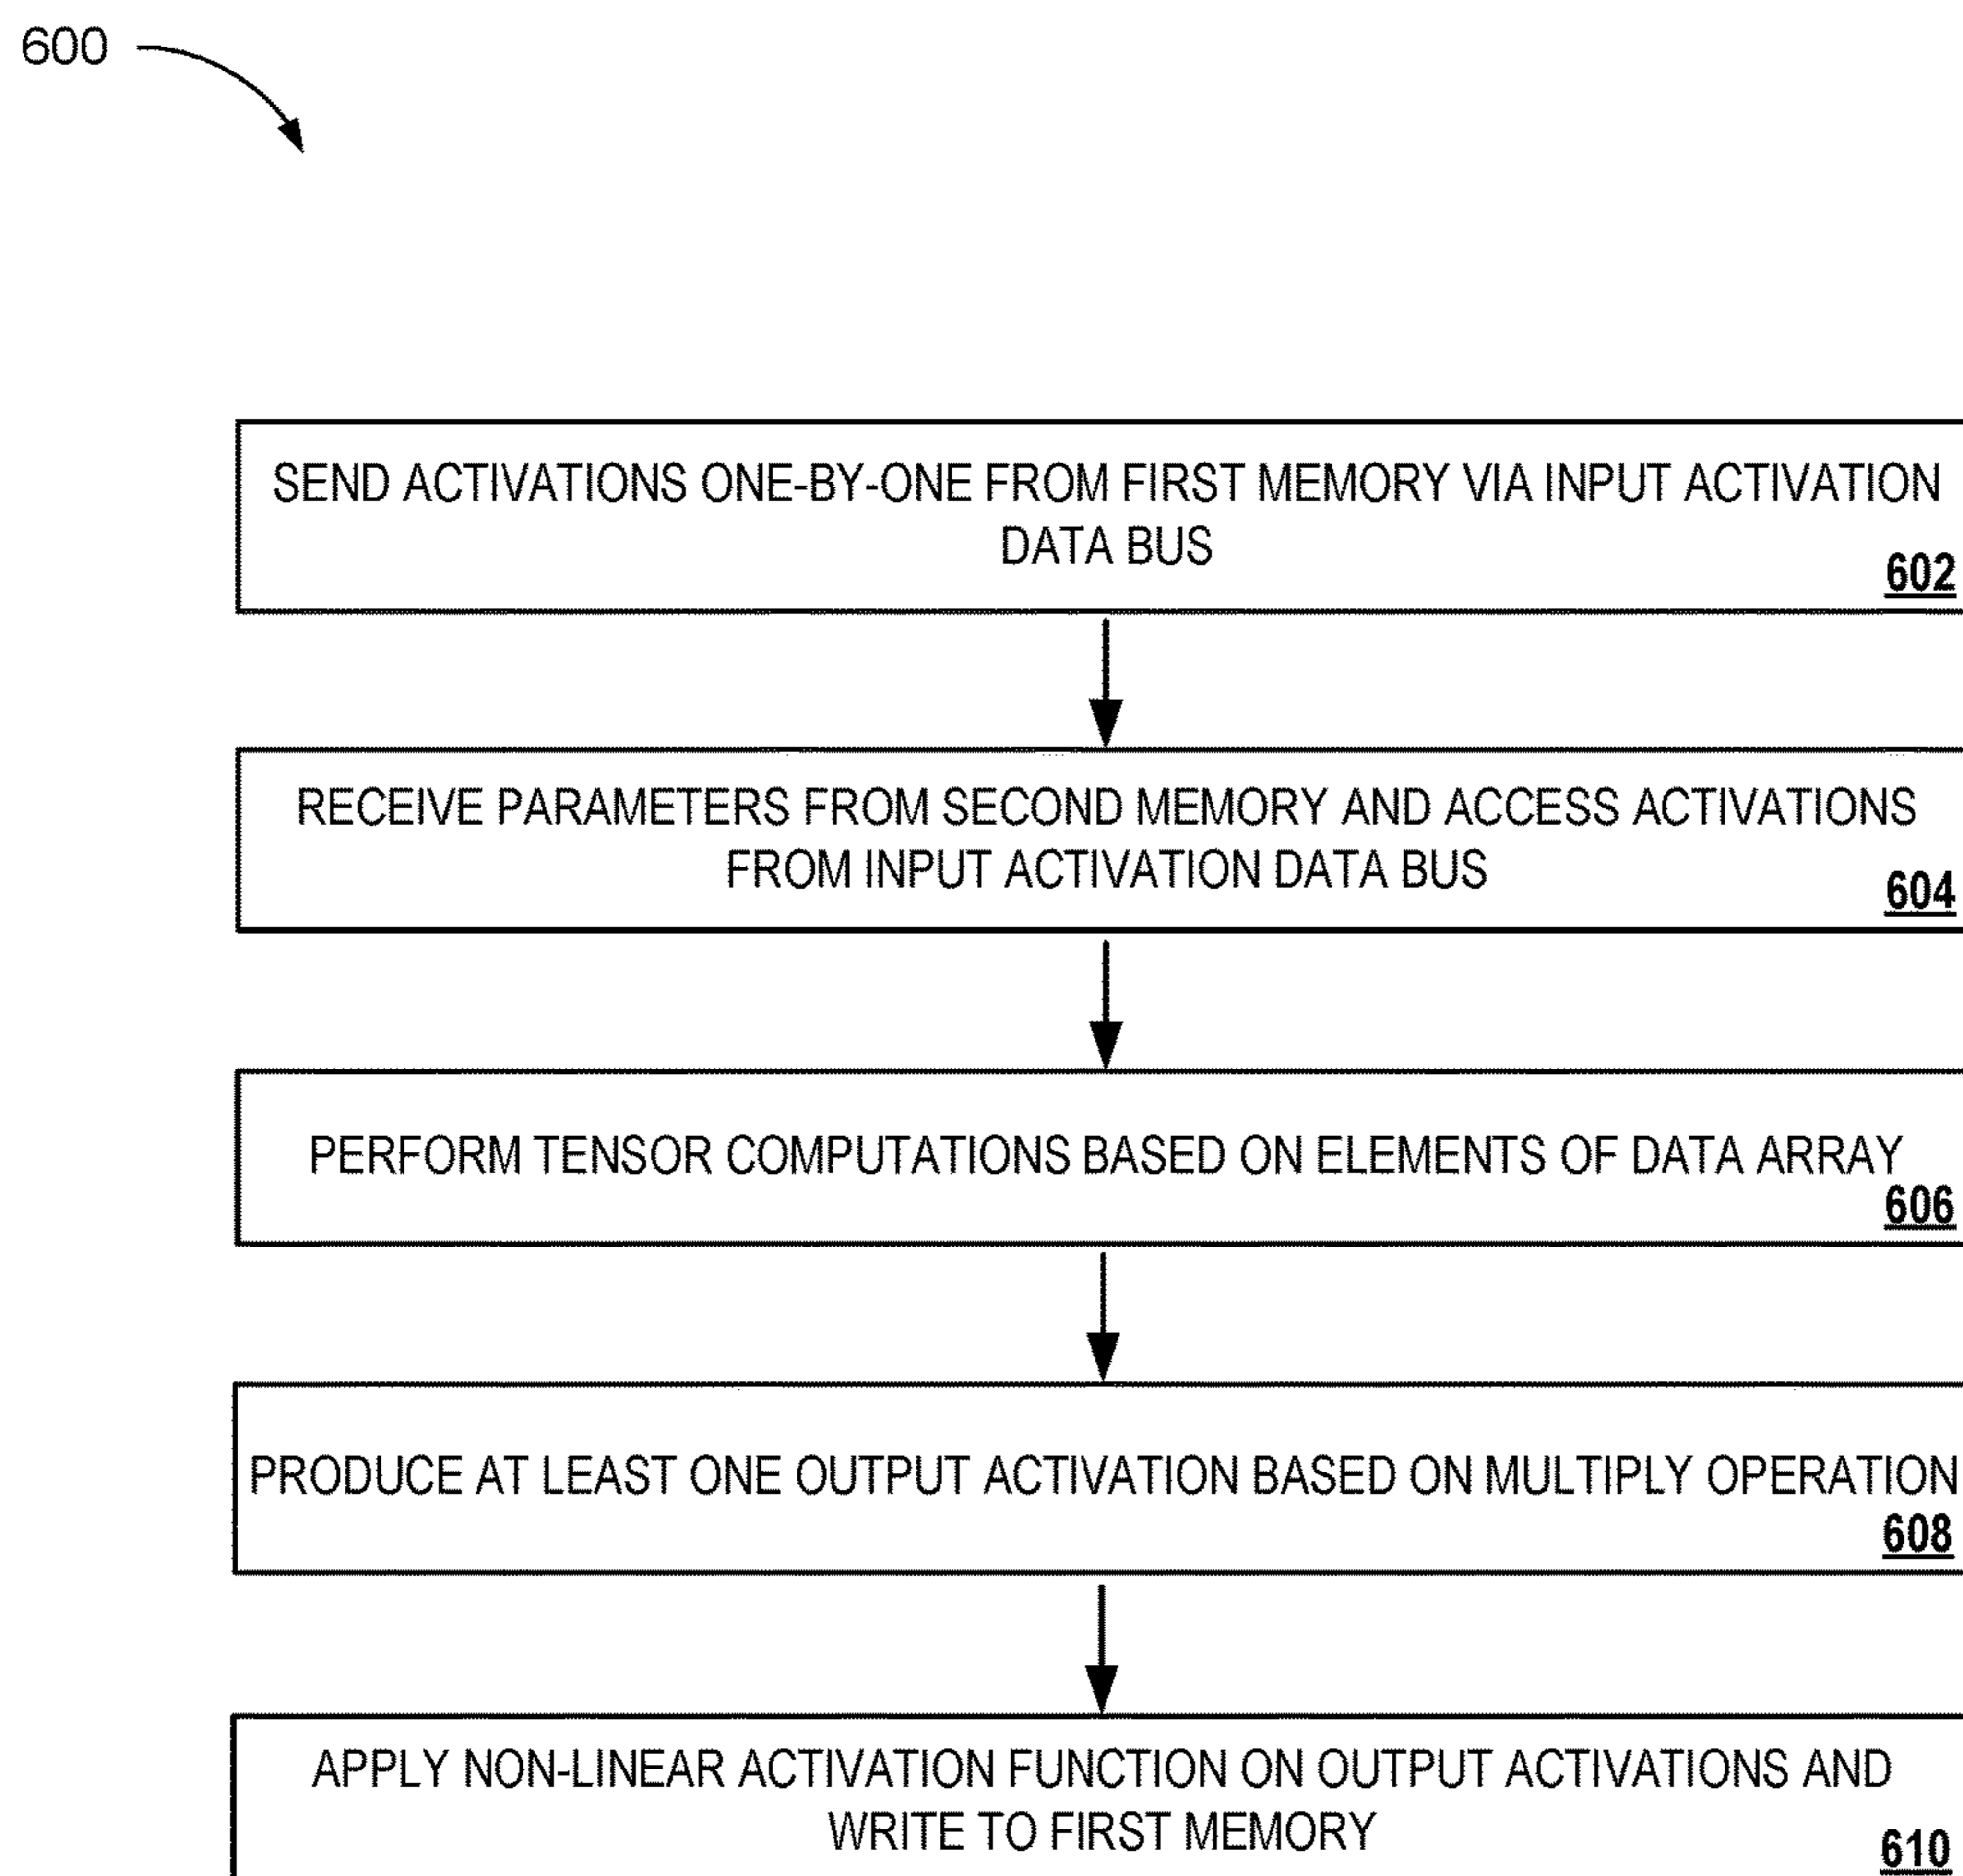 600
SEND ACTIVATIONS ONE-BY-ONE FROM FIRST MEMORY VIA INPUT ACTIVATION
DATA BUS
602
RECEIVE PARAMETERS FROM SECOND MEMORY AND ACCESS ACTIVATIONS
FROM INPUT ACTIVATION DATA BUS
604
PERFORM TENSOR COMPUTATIONS BASED ON ELEMENTS OF DATA ARRAY
606
PRODUCE AT LEAST ONE OUTPUT ACTIVATION BASED ON MULTIPLY OPERATION
608
APPLY NON-LINEAR ACTIVATION FUNCTION ON OUTPUT ACTIVATIONS AND
WRITE TO FIRST MEMORY
610